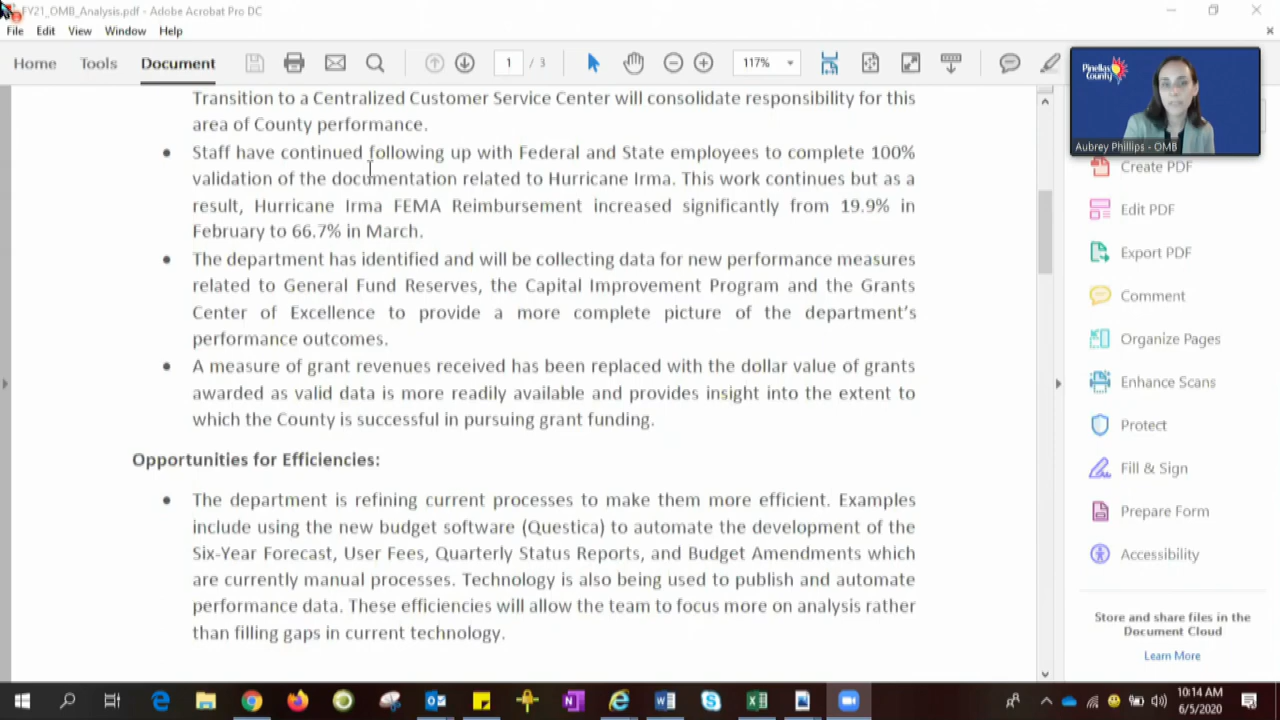 FY21_OMB_Analysis.pdf - Adobe Acrobat Pro DC
File Edit View Window Help
Home Tools Document 1 / 3 117%
Pinellas County
Aubrey Phillips - OMB
Transition to a Centralized Customer Service Center will consolidate responsibility for this
area of County performance.
• Staff have continued following up with Federal and State employees to complete 100%
validation of the documentation related to Hurricane Irma. This work continues but as a
result, Hurricane Irma FEMA Reimbursement increased significantly from 19.9% in
February to 66.7% in March.
• The department has identified and will be collecting data for new performance measures
related to General Fund Reserves, the Capital Improvement Program and the Grants
Center of Excellence to provide a more complete picture of the department's
performance outcomes.
• A measure of grant revenues received has been replaced with the dollar value of grants
awarded as valid data is more readily available and provides insight into the extent to
which the County is successful in pursuing grant funding.
Opportunities for Efficiencies:
• The department is refining current processes to make them more efficient. Examples
include using the new budget software (Questica) to automate the development of the
Six-Year Forecast, User Fees, Quarterly Status Reports, and Budget Amendments which
are currently manual processes. Technology is also being used to publish and automate
performance data. These efficiencies will allow the team to focus more on analysis rather
than filling gaps in current technology.
Create PDF
Edit PDF
Export PDF
Comment
Organize Pages
Enhance Scans
Protect
Fill & Sign
Prepare Form
Accessibility
Store and share files in the
Document Cloud
Learn More
10:14 AM
6/5/2020